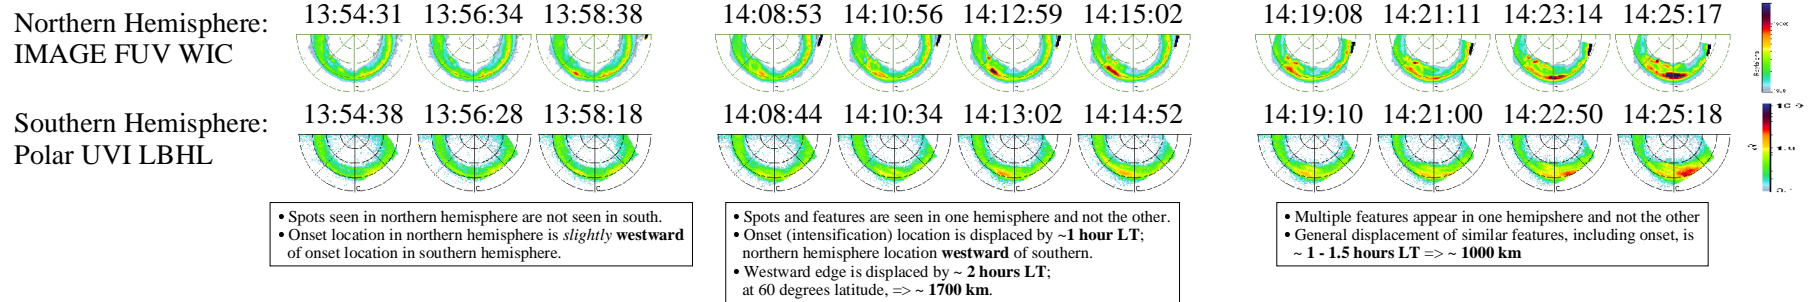 Northern Hemisphere:
IMAGE FUV WIC
13:54:31 13:56:34 13:58:38 14:08:53 14:10:56 14:12:59 14:15:02 14:19:08 14:21:11 14:23:14 14:25:17
Southern Hemisphere:
Polar UVI LBHL
13:54:38 13:56:28 13:58:18 14:08:44 14:10:34 14:13:02 14:14:52 14:19:10 14:21:00 14:22:50 14:25:18
• Spots seen in northern hemisphere are not seen in south.
• Onset location in northern hemisphere is slightly westward
of onset location in southern hemisphere.
• Spots and features are seen in one hemisphere and not the other.
• Onset (intensification) location is displaced by ~1 hour LT;
northern hemisphere location westward of southern.
• Westward edge is displaced by ~ 2 hours LT;
at 60 degrees latitude, => ~ 1700 km.
• Multiple features appear in one hemipshere and not the other
• General displacement of similar features, including onset, is
~ 1 - 1.5 hours LT => ~ 1000 km